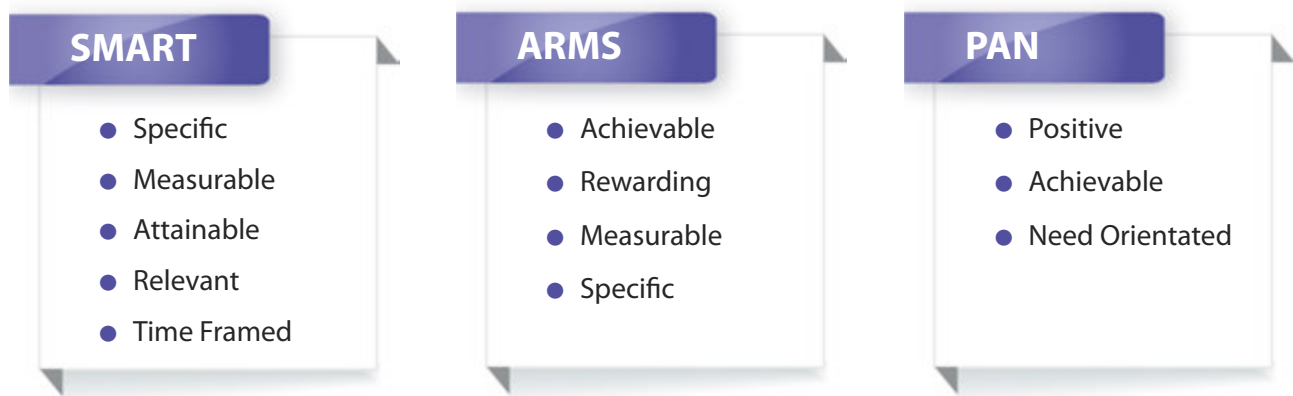 SMART
Specific
Measurable
Attainable
Relevant
Time Framed
ARMS
Achievable
Rewarding
Measurable
Specific
PAN
Positive
Achievable
Need Orientated